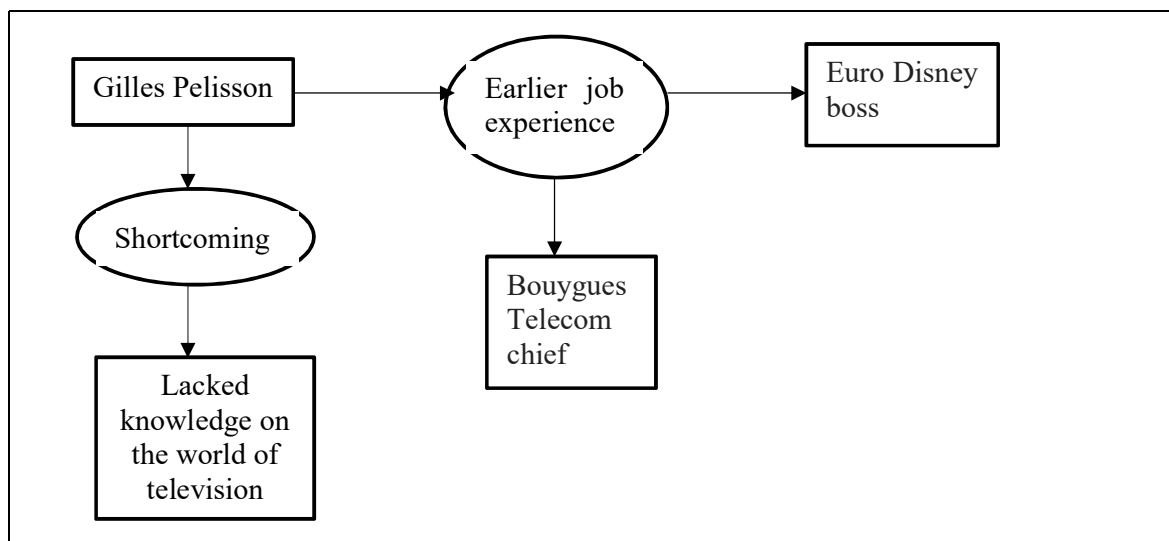 Gilles Pelisson
Earlier job
experience
Euro Disney
boss
Shortcoming
Bouygues
Telecom
chief
Lacked
knowledge on
the world of
television